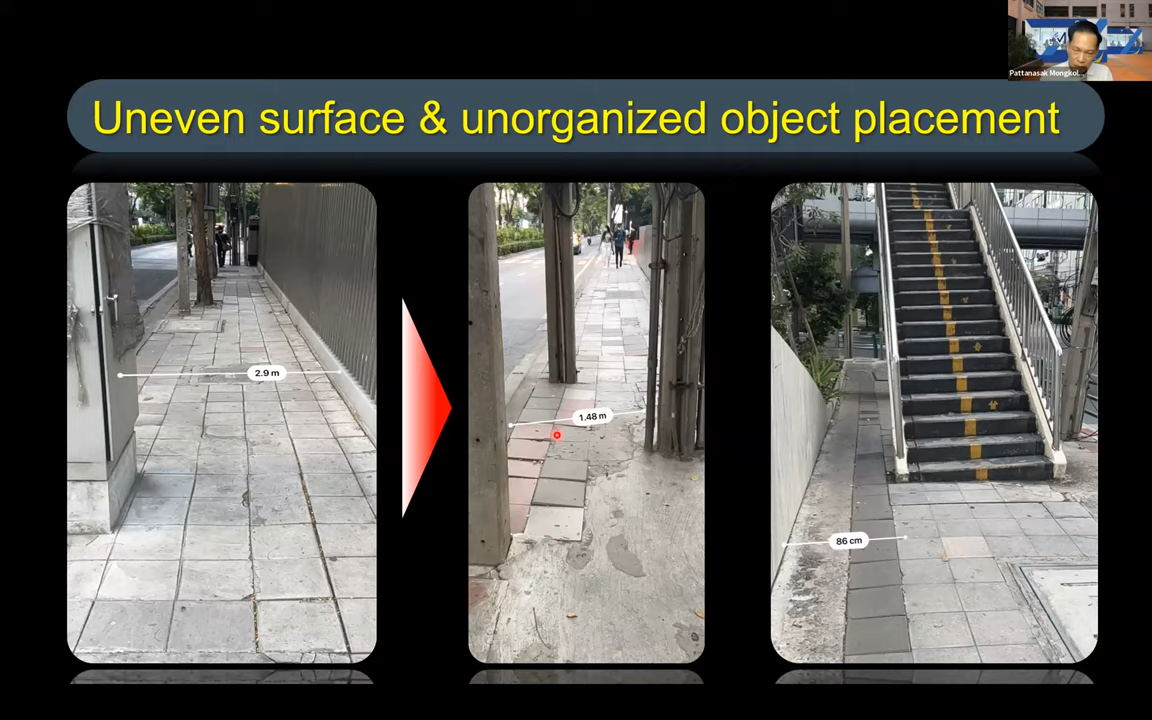 Pattanasak Mongkol...
Uneven surface & unorganized object placement
2.9 m
1.48 m
86 cm